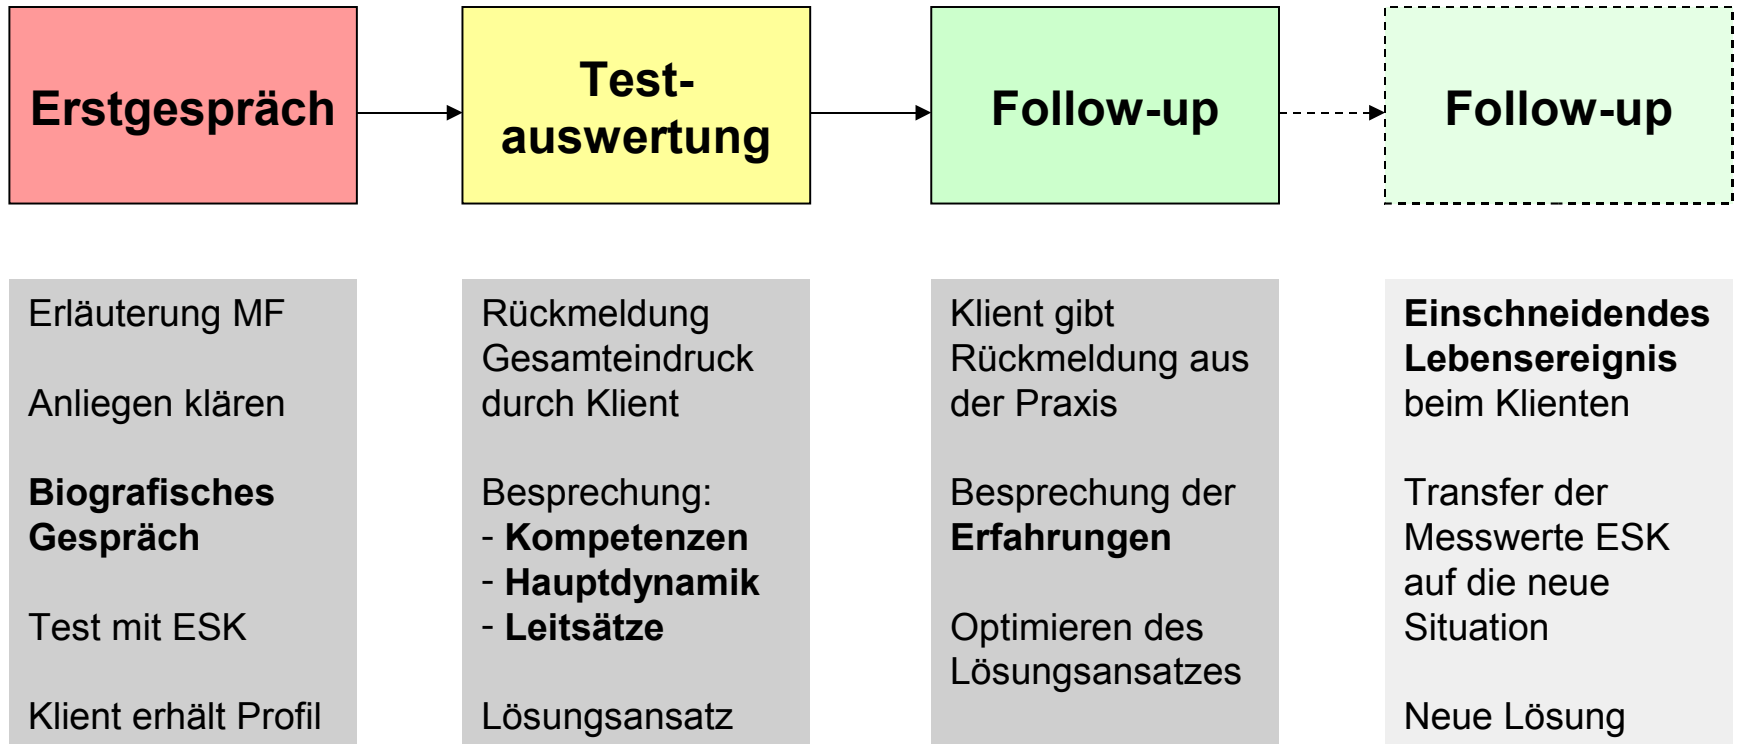 Erstgespräch
Test-
auswertung
Follow-up
Follow-up
Erläuterung MF
Anliegen klären
Biografisches
Gespräch
Test mit ESK
Klient erhält Profil
Rückmeldung
Gesamteindruck
durch Klient
Besprechung:
- Kompetenzen
- Hauptdynamik
- Leitsätze
Lösungsansatz
Klient gibt
Rückmeldung aus
der Praxis
Besprechung der
Erfahrungen
Optimieren des
Lösungsansatzes
Einschneidendes
Lebensereignis
beim Klienten
Transfer der
Messwerte ESK
auf die neue
Situation
Neue Lösung